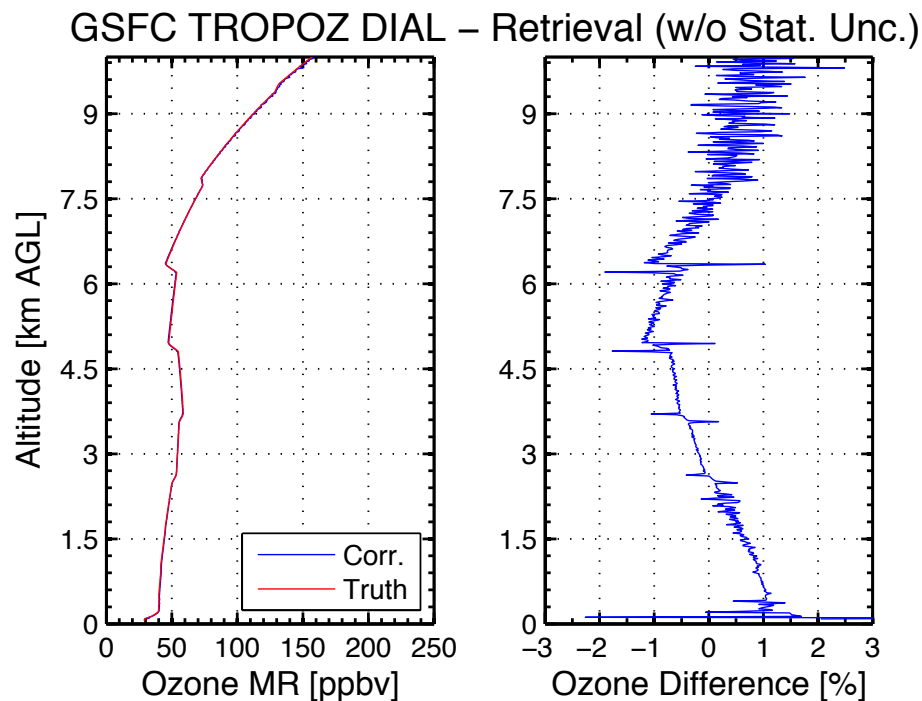 GSFC TROPOZ DIAL − Retrieval (w/o Stat. Unc.)
Altitude [km AGL]
9
7.5
6
4.5
3
1.5
0
0 50 100 150 200 250
Ozone MR [ppbv]
Corr.
Truth
9
7.5
6
4.5
3
1.5
0
−3 −2 −1 0 1 2 3
Ozone Difference [%]